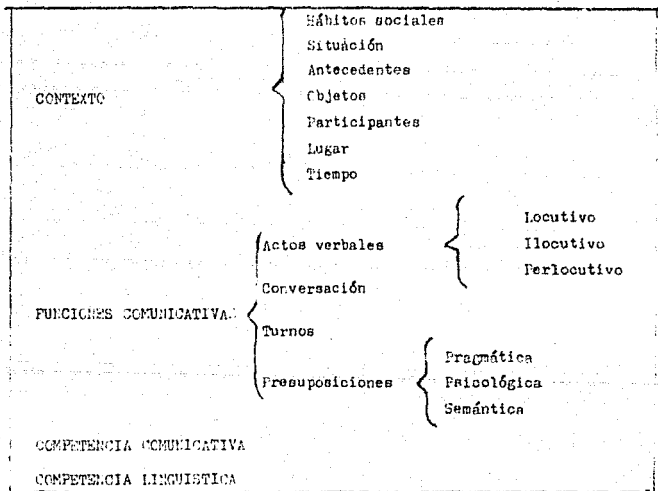 Hábitos sociales
Situación
Antecedentes
Objetos
CONTEXTO
Participantes
Lugar
Tiempo
Locutivo
Actos verbales
Ilocutivo
Perlocutivo
Conversación
FUNCIONES COMUNICATIVAS
Turnos
Pragmática
Presuposiciones
Psicológica
Semántica
COMPETENCIA COMUNICATIVA
COMPETENCIA LINGUISTICA